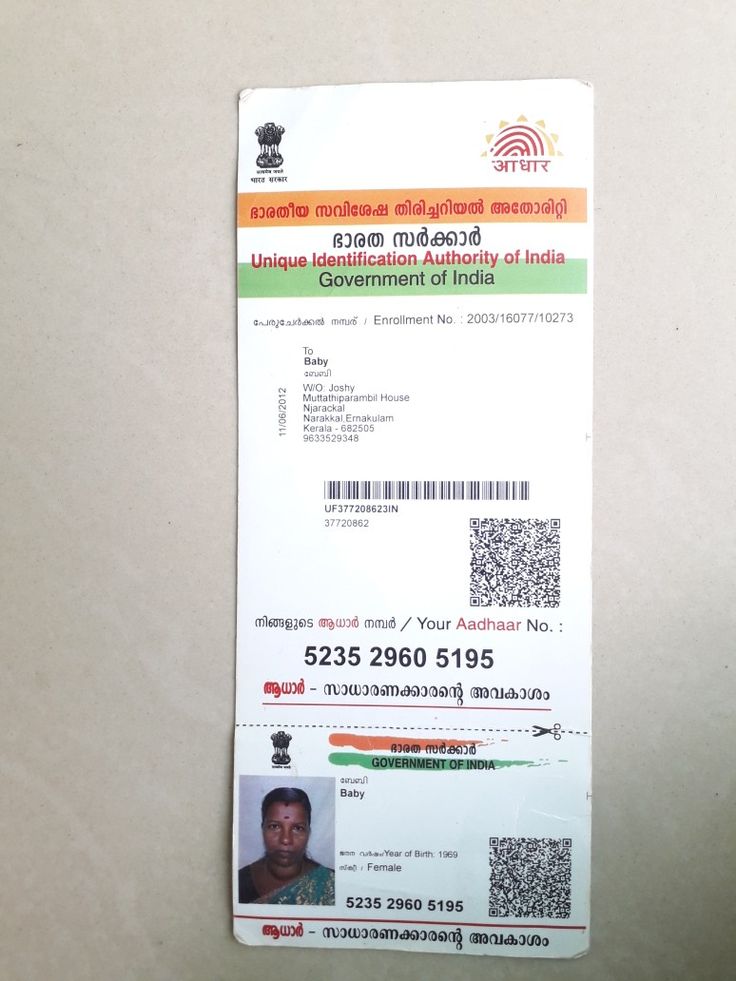 सत्यमेव जयते
भारत सरकार
आधार
ഭാരതീയ സവിശേഷ തിരിച്ചറിയൽ അതോരിറ്റി
ഭാരത സർക്കാർ
Unique Identification Authority of India
Government of India
പേരുചേർക്കൽ നമ്പര് / Enrollment No. : 2003/16077/10273
11/06/2012
To
Baby
ബേബി
W/O: Joshy
Muttathiparambil House
Njarackal
Narakkal,Ernakulam
Kerala - 682505
9633529348
UF377208623IN
37720862
നിങ്ങളുടെ ആധാർ നമ്പർ / Your Aadhaar No. :
5235 2960 5195
ആധാർ – സാധാരണക്കാരന്റെ അവകാശം
ഭാരത സർക്കാർ
GOVERNMENT OF INDIA
ബേബി
Baby
ജനന വർഷം/Year of Birth: 1969
സ്ത്രീ / Female
5235 2960 5195
ആധാർ – സാധാരണക്കാരന്റെ അവകാശം